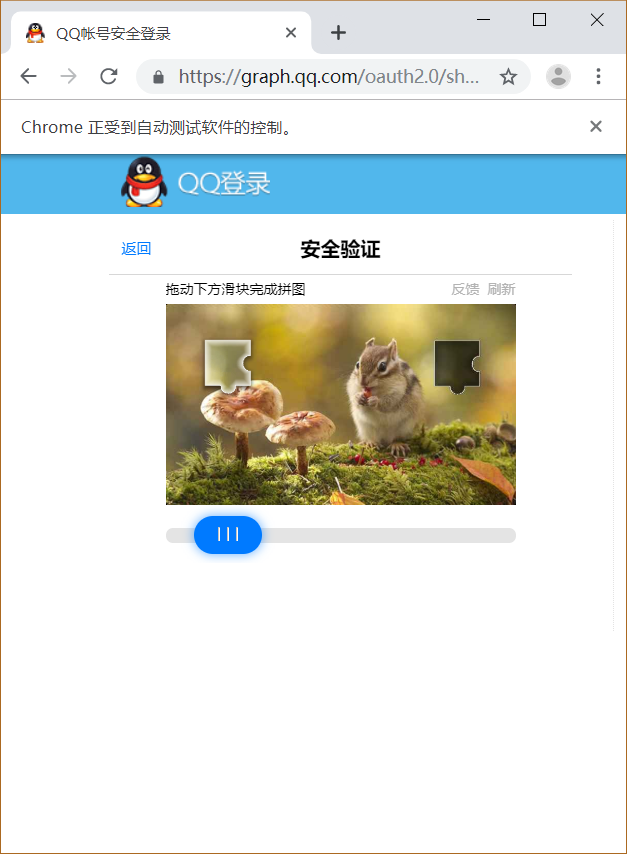 QQ帐号安全登录
https://graph.qq.com/oauth2.0/sh...
Chrome 正受到自动测试软件的控制。
QQ登录
返回 安全验证
拖动下方滑块完成拼图 反馈 刷新